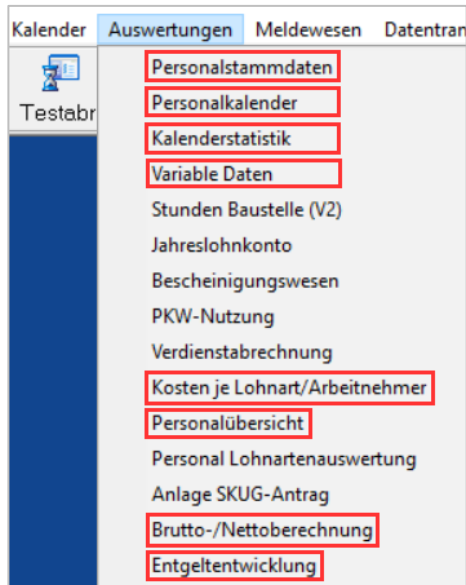 Kalender Auswertungen Meldewesen Datentran
Testabr
Personalstammdaten
Personalkalender
Kalenderstatistik
Variable Daten
Stunden Baustelle (V2)
Jahreslohnkonto
Bescheinigungswesen
PKW-Nutzung
Verdienstabrechnung
Kosten je Lohnart/Arbeitnehmer
Personalübersicht
Personal Lohnartenauswertung
Anlage SKUG-Antrag
Brutto-/Nettoberechnung
Entgeltentwicklung